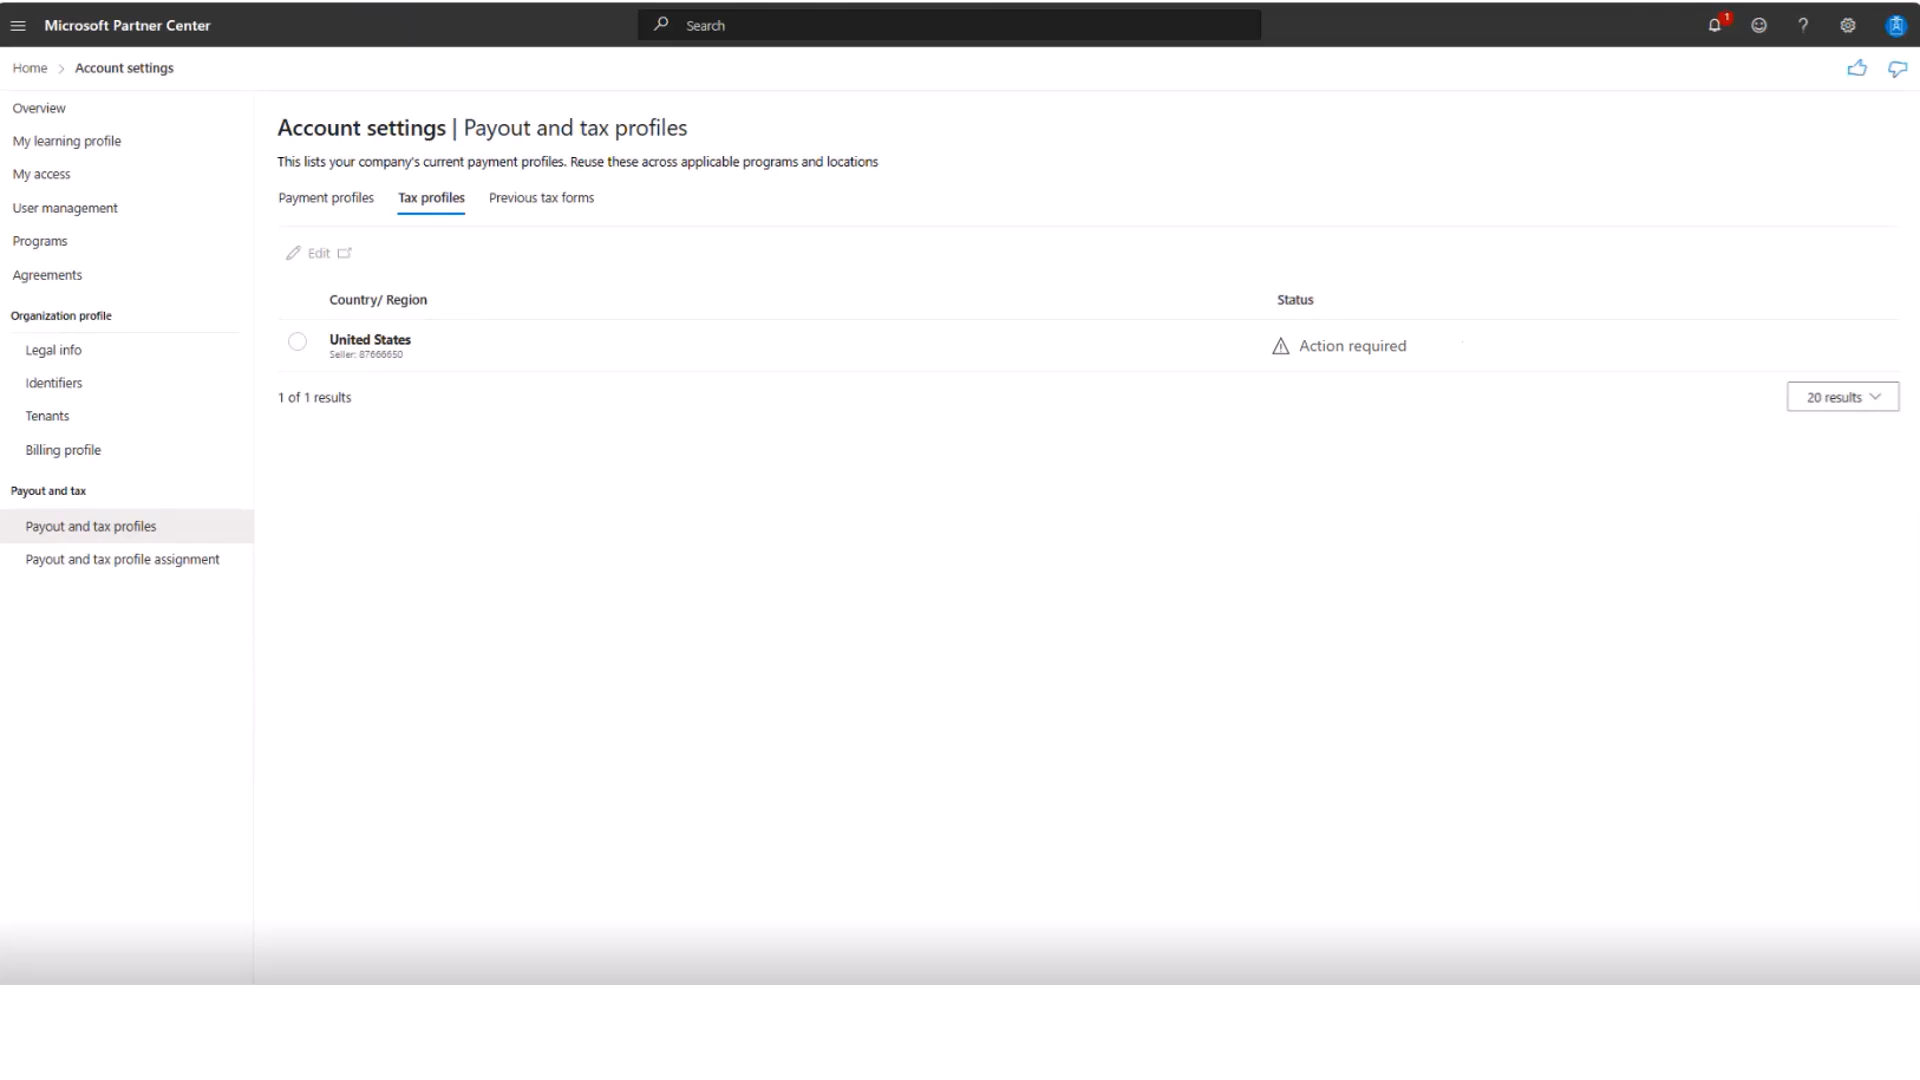 Microsoft Partner Center
Search
1
Home > Account settings
Overview
My learning profile
My access
User management
Programs
Agreements
Organization profile
Legal info
Identifiers
Tenants
Billing profile
Payout and tax
Payout and tax profiles
Payout and tax profile assignment
Account settings | Payout and tax profiles
This lists your company's current payment profiles. Reuse these across applicable programs and locations
Payment profiles Tax profiles Previous tax forms
Edit
Country/ Region Status
United States
Seller: 87666650
Action required
1 of 1 results
20 results